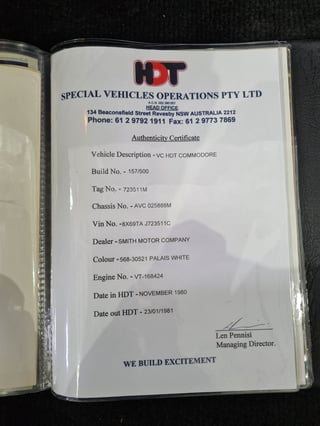 HDT
SPECIAL VEHICLES OPERATIONS PTY LTD
HEAD OFFICE
134 Beaconsfield Street Revesby NSW AUSTRALIA 2212
Phone: 61 2 9792 1911 Fax: 61 2 9773 7869
Authenticity Certificate
Vehicle Description - VC HDT COMMODORE
Build No. - 157/500
Tag No. - 723511M
Chassis No. - AVC 025888M
Vin No. -8X69TA J723511C
Dealer - SMITH MOTOR COMPANY
Colour - 568-30521 PALAIS WHITE
Engine No. - VT-168424
Date in HDT - NOVEMBER 1980
Date out HDT - 23/01/1981
Len Pennisi
Managing Director.
WE BUILD EXCITEMENT